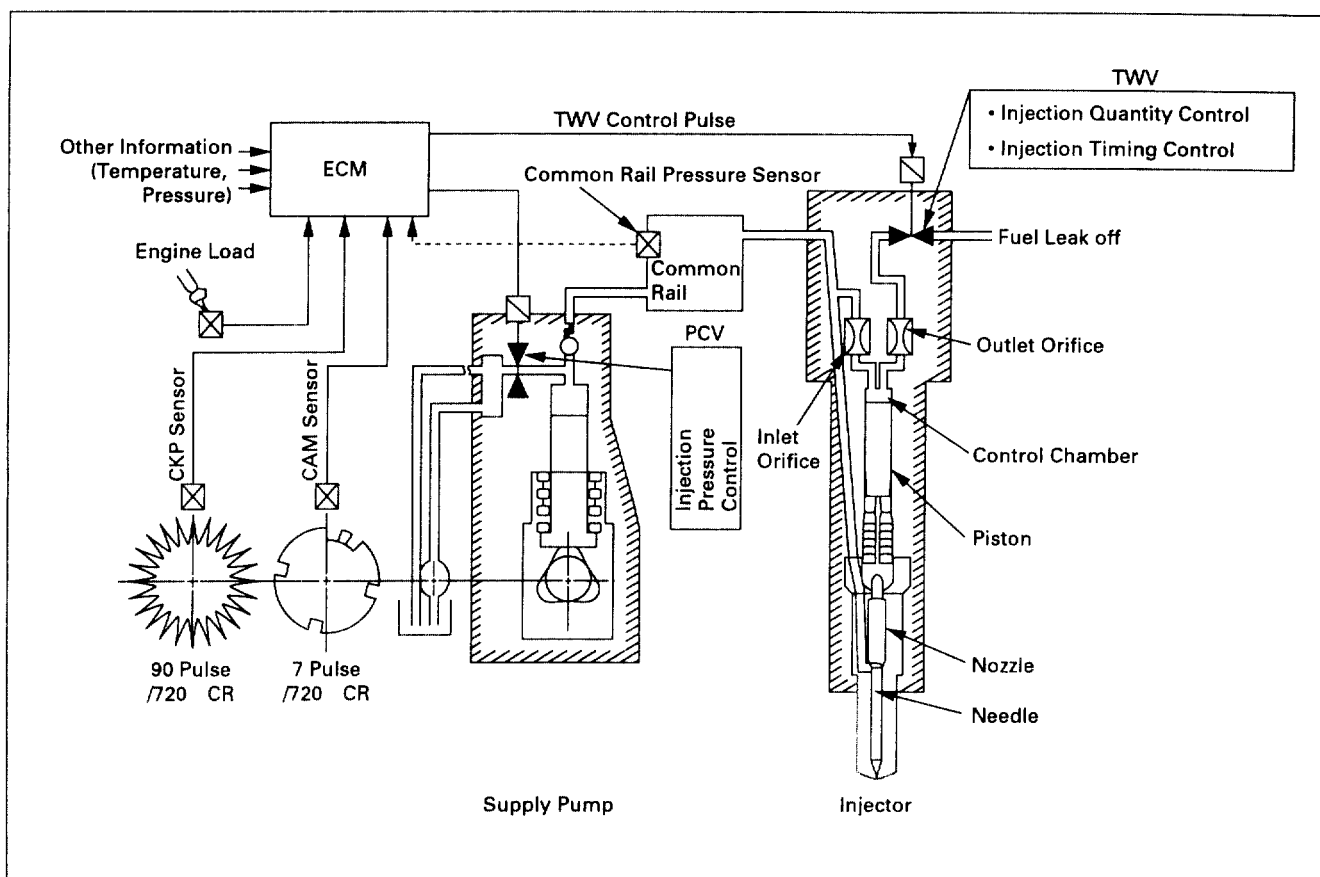 TWV
• Injection Quantity Control
• Injection Timing Control
TWV Control Pulse
Other Information
(Temperature,
Pressure)
ECM
Common Rail Pressure Sensor
Fuel Leak off
Engine Load
Common
Rail
PCV
Injection
Pressure
Control
Outlet Orifice
Inlet
Orifice
Control Chamber
CKP Sensor
CAM Sensor
Piston
90 Pulse
/720 CR
7 Pulse
/720 CR
Nozzle
Needle
Supply Pump
Injector